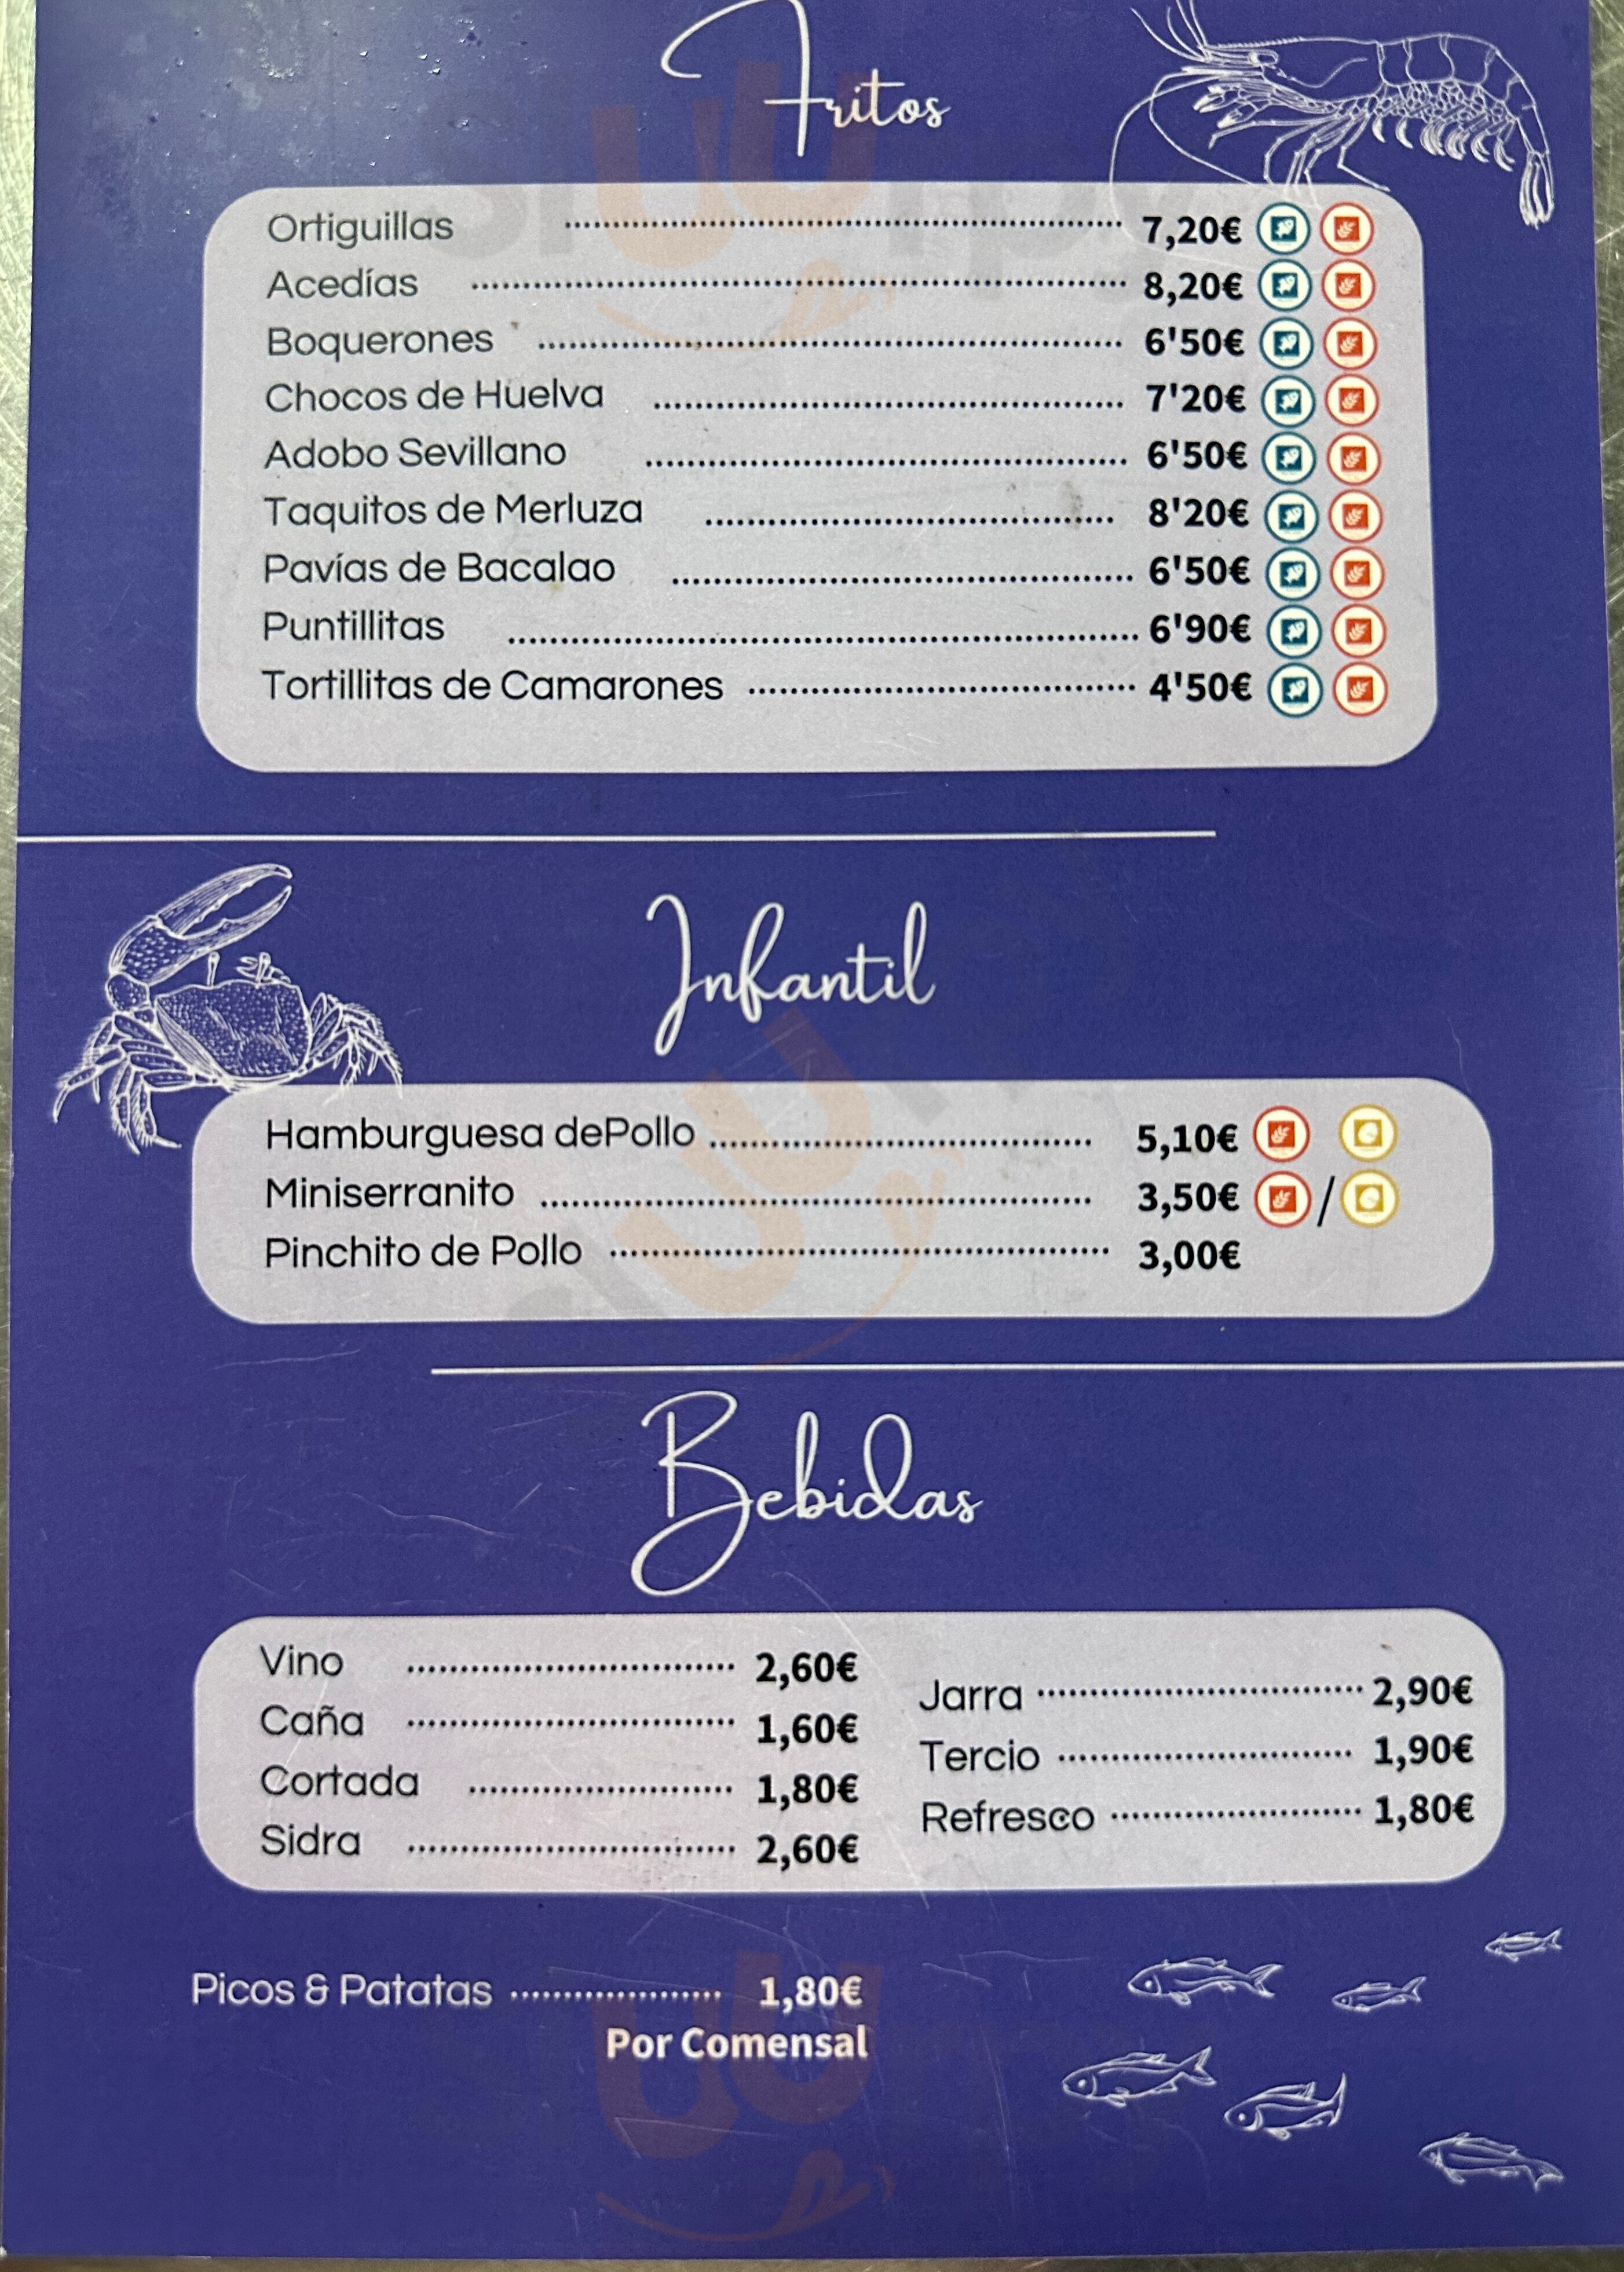 Fritos
Ortiguillas 7,20€
Acedías 8,20€
Boquerones 6'50€
Chocos de Huelva 7'20€
Adobo Sevillano 6'50€
Taquitos de Merluza 8'20€
Pavías de Bacalao 6'50€
Puntillitas 6'90€
Tortillitas de Camarones 4'50€
Infantil
Hamburguesa dePollo 5,10€
Miniserranito 3,50€ /
Pinchito de Pollo 3,00€
Bebidas
Vino 2,60€
Caña 1,60€
Cortada 1,80€
Sidra 2,60€
Jarra 2,90€
Tercio 1,90€
Refresco 1,80€
Picos & Patatas 1,80€
Por Comensal